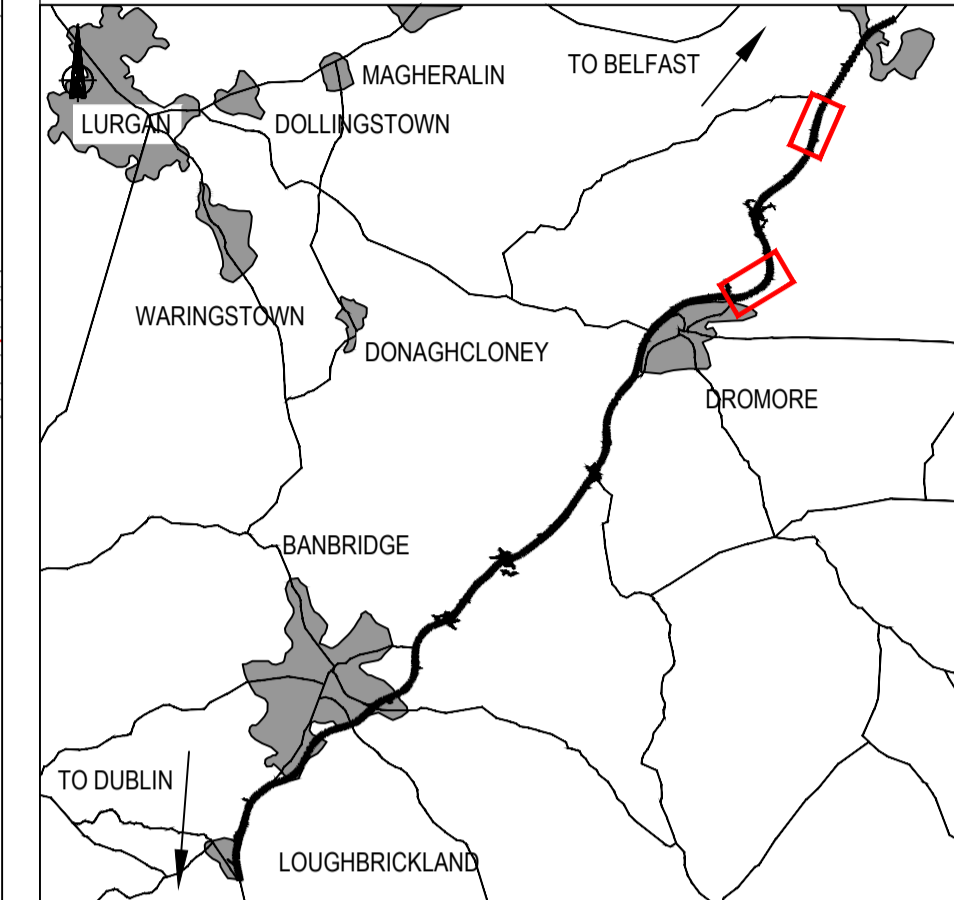 TO BELFAST
MAGHERALIN
LURGAN
DOLLINGSTOWN
WARINGSTOWN
DONAGHCLONEY
DROMORE
BANBRIDGE
TO DUBLIN
LOUGHBRICKLAND